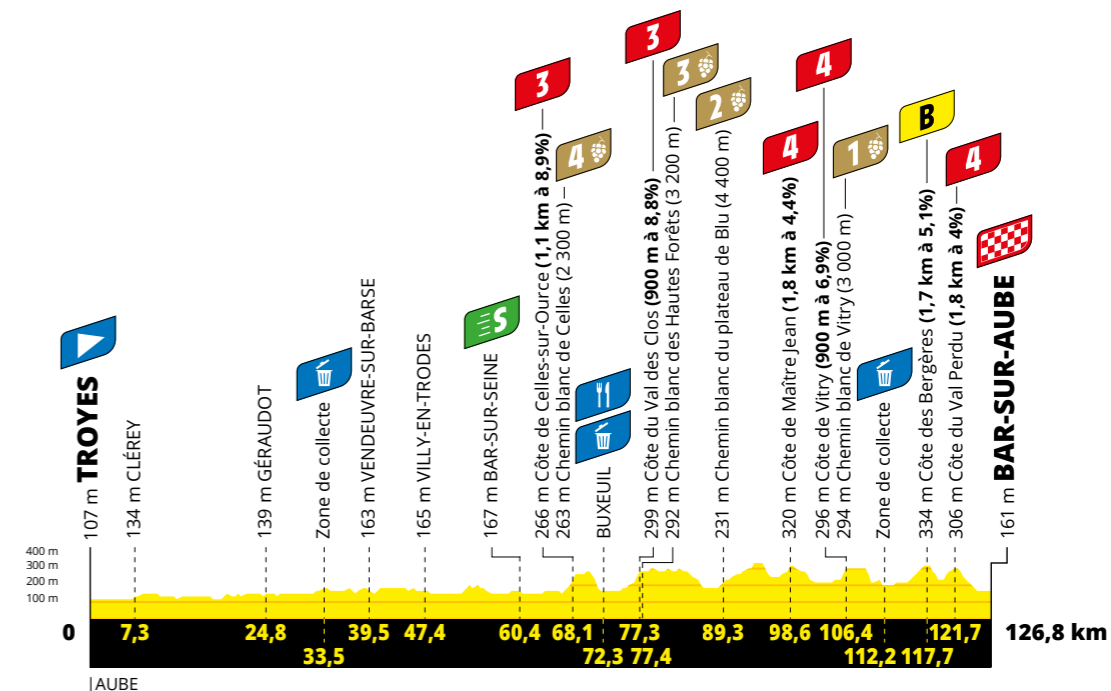 107 m TROYES
134 m CLÉREY
139 m GÉRAUDOT
Zone de collecte
163 m VENDEUVRE-SUR-BARSE
165 m VILLY-EN-TRODES
S
167 m BAR-SUR-SEINE
3
266 m Côte de Celles-sur-Ource (1,1 km à 8,9%)
4
263 m Chemin blanc de Celles (2 300 m)
BUXEUIL
3
299 m Côte du Val des Clos (900 m à 8,8%)
3
292 m Chemin blanc des Hautes Forêts (3 200 m)
2
231 m Chemin blanc du plateau de Blu (4 400 m)
4
320 m Côte de Maître Jean (1,8 km à 4,4%)
4
296 m Côte de Vitry (900 m à 6,9%)
1
294 m Chemin blanc de Vitry (3 000 m)
Zone de collecte
B
334 m Côte des Bergères (1,7 km à 5,1%)
4
306 m Côte du Val Perdu (1,8 km à 4%)
161 m BAR-SUR-AUBE
400 m
300 m
200 m
100 m
0 7,3 24,8 39,5 47,4 60,4 68,1 77,3 89,3 98,6 106,4 121,7 126,8 km
33,5 72,3 77,4 112,2 117,7
|AUBE